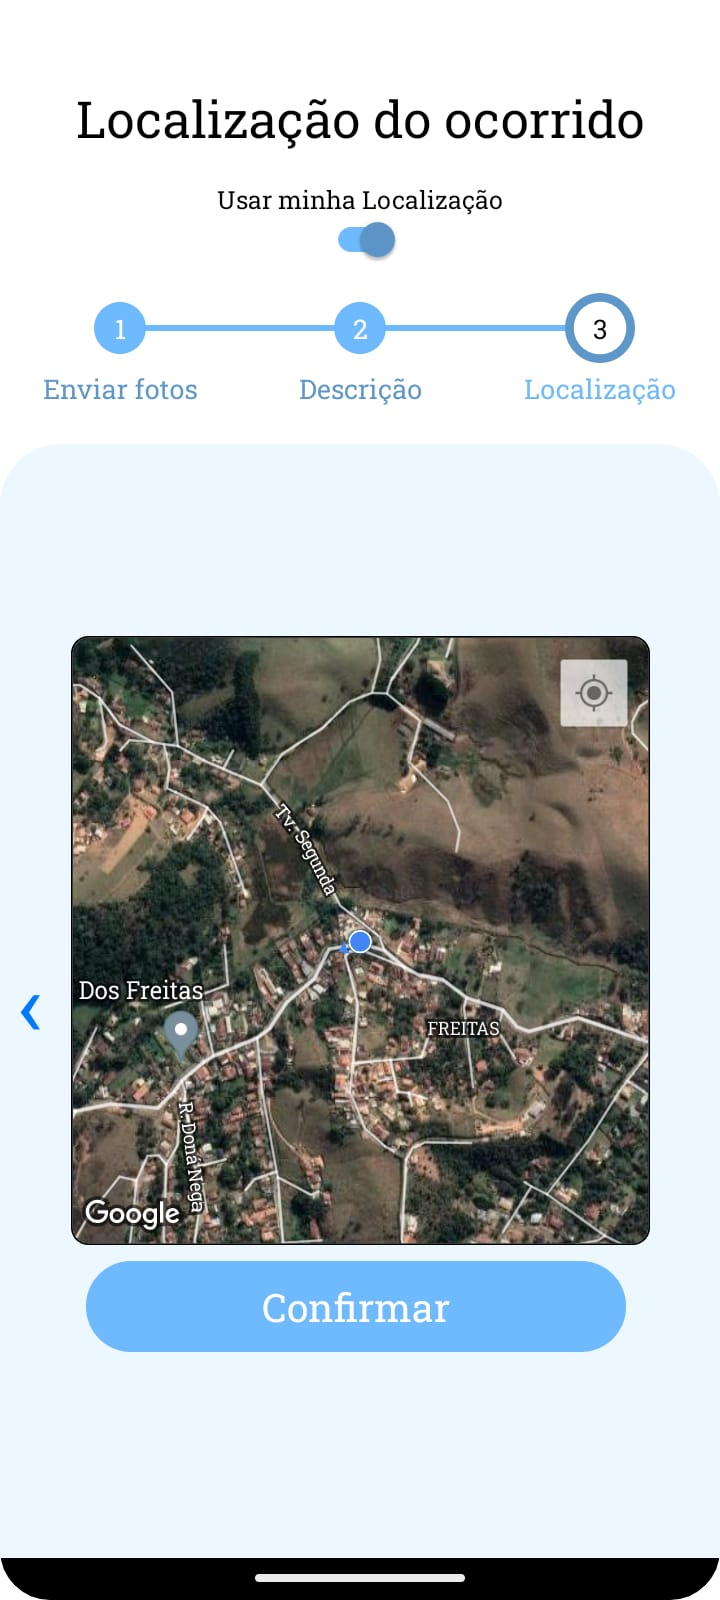 Localização do ocorrido
Usar minha Localização
1
2
3
Enviar fotos
Descrição
Localização
Tv. Segunda
Dos Freitas
FREITAS
R. Dona Nega
Google
Confirmar